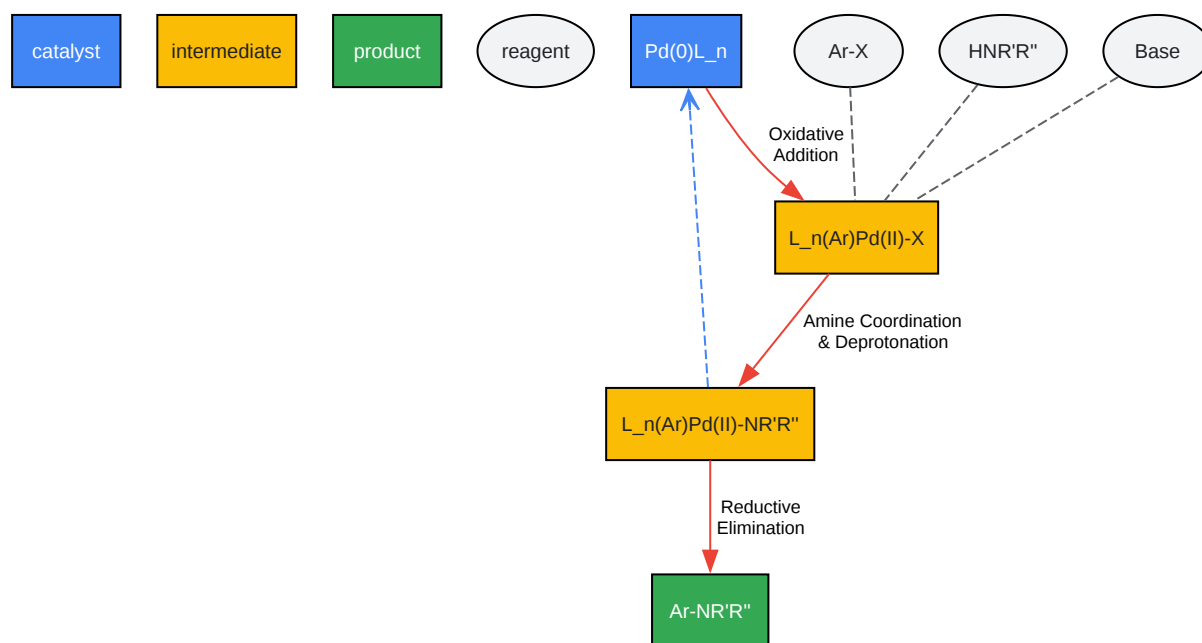 catalyst
intermediate
product
reagent
Pd(0)L_n
Ar-X
HNR'R"
Base
Oxidative
Addition
L_n(Ar)Pd(II)-X
Amine Coordination
& Deprotonation
L_n(Ar)Pd(II)-NR'R"
Reductive
Elimination
Ar-NR'R"